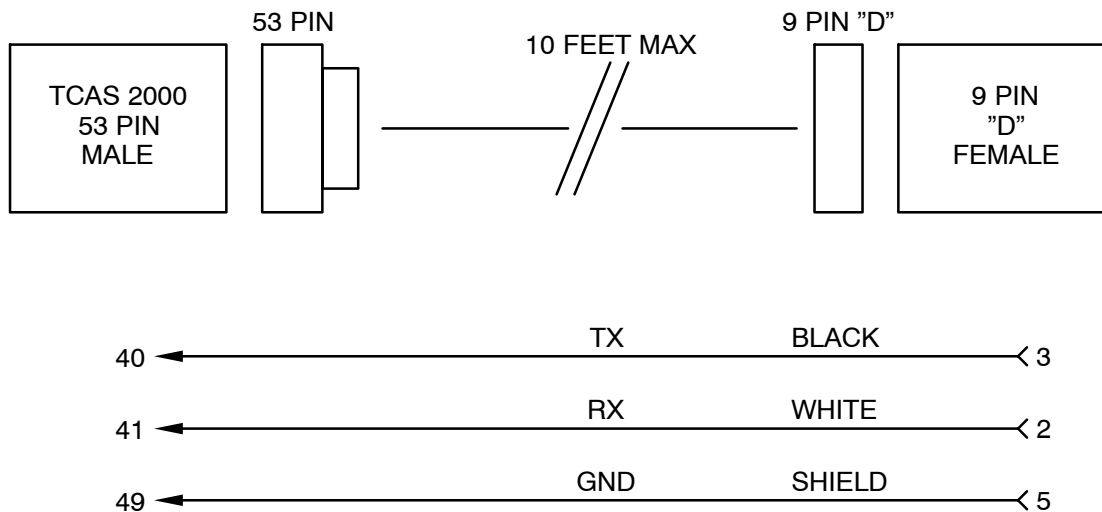 53 PIN
9 PIN ”D”
10 FEET MAX
TCAS 2000
53 PIN
MALE
9 PIN
”D”
FEMALE
40 TX BLACK 3
41 RX WHITE 2
49 GND SHIELD 5